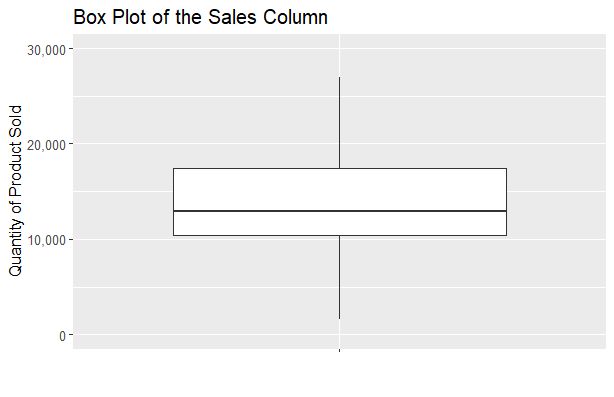 Box Plot of the Sales Column
Quantity of Product Sold
30,000
20,000
10,000
0